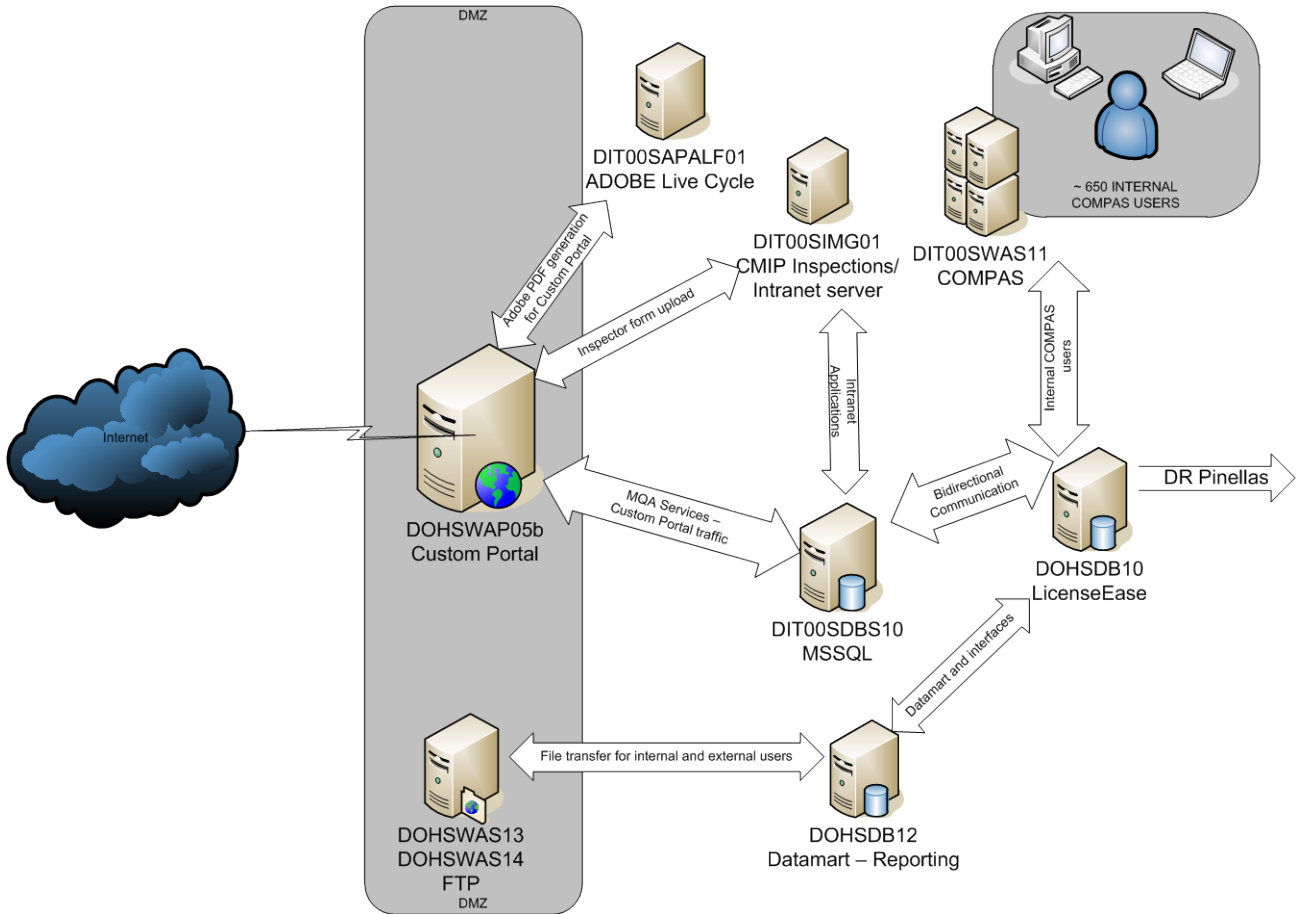 DMZ
DIT00SAPALF01
ADOBE Live Cycle
~ 650 INTERNAL
COMPAS USERS
DIT00SIMG01
CMIP Inspections/
Intranet server
DIT00SWAS11
COMPAS
Adobe PDF generation
for Custom Portal
Inspector form upload
Internal COMPAS
users
Intranet
Applications
Internet
DOHSWAP05b
Custom Portal
MQA Services –
Custom Portal traffic
Bidirectional
Communication
DR Pinellas
DOHSDB10
LicenseEase
DIT00SDBS10
MSSQL
Datamart and interfaces
File transfer for internal and external users
DOHSWAS13
DOHSWAS14
FTP
DOHSDB12
Datamart – Reporting
DMZ